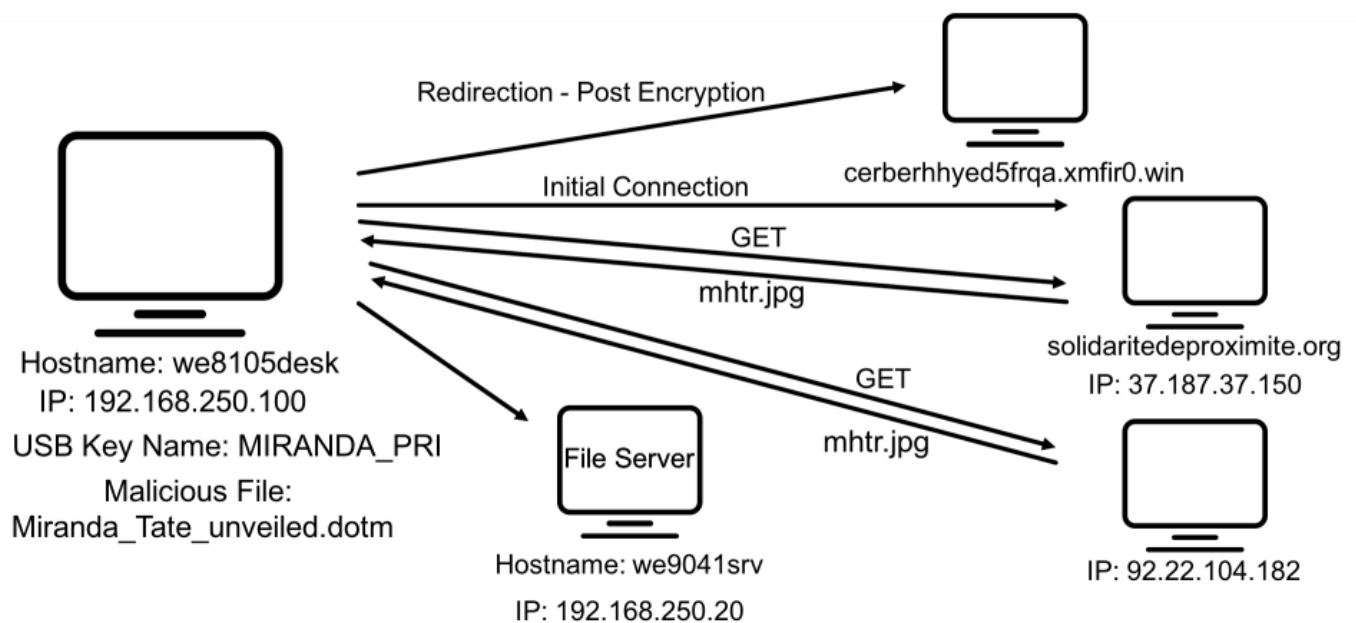 Redirection - Post Encryption
cerberhhyed5frqa.xmfir0.win
Initial Connection
GET
mhtr.jpg
solidaritedeproximite.org
IP: 37.187.37.150
Hostname: we8105desk
IP: 192.168.250.100
USB Key Name: MIRANDA_PRI
Malicious File:
Miranda_Tate_unveiled.dotm
GET
mhtr.jpg
File Server
Hostname: we9041srv
IP: 192.168.250.20
IP: 92.22.104.182